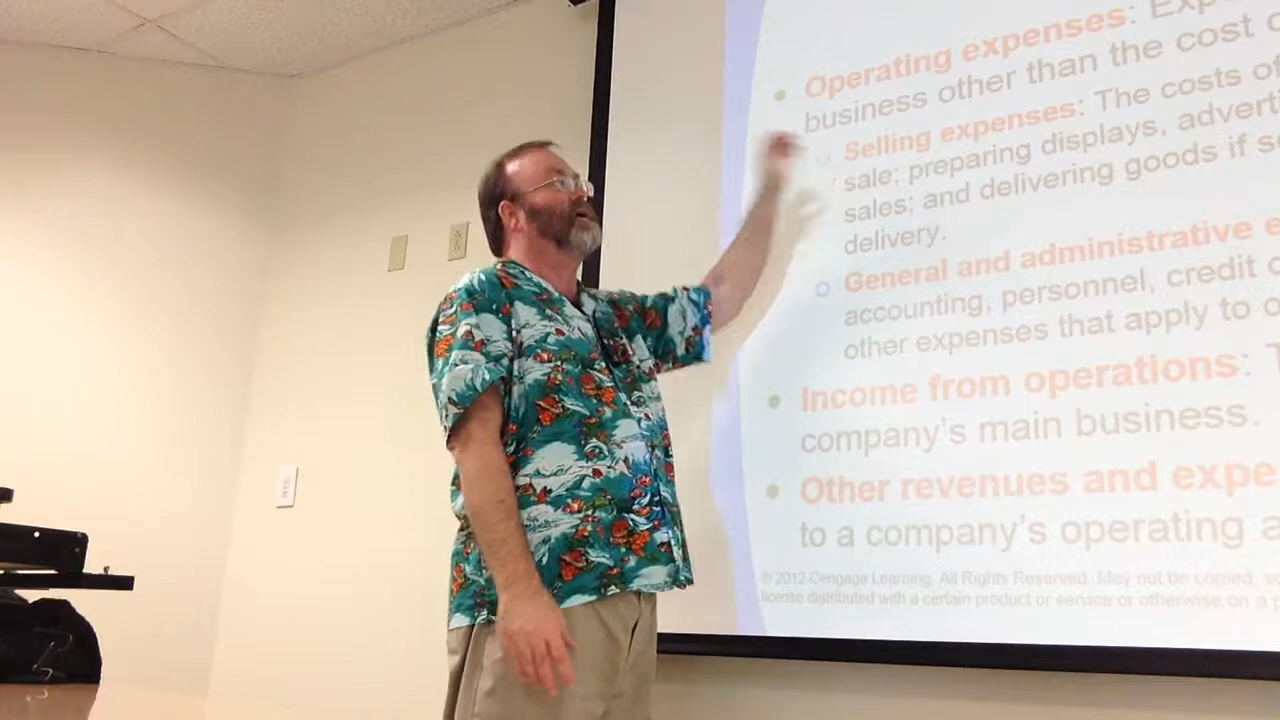 Operating expenses:
business other than the cost
Selling expenses: The costs of
sale; preparing displays,
sales; and delivering goods if
delivery.
General and administrative
accounting, personnel, credit
other expenses that apply to
Income from operations:
company's main business.
Other revenues and
to a company's operating
© 2012 Cengage Learning. All Rights Reserved. May not be copied,
license distributed with a certain product or service or otherwise on a